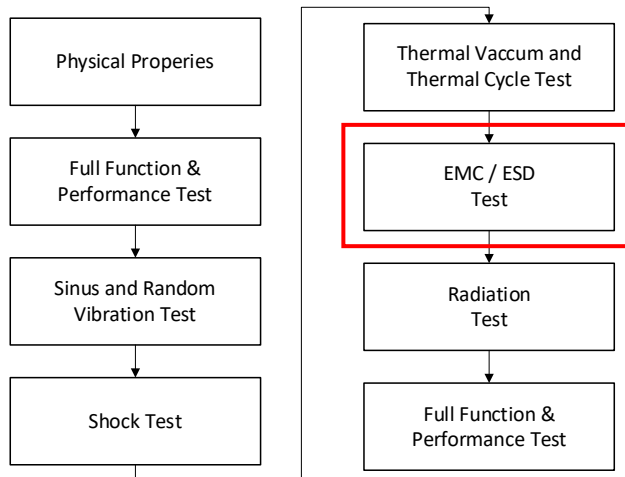 Physical Properies
Full Function &
Performance Test
Sinus and Random
Vibration Test
Shock Test
Thermal Vaccum and
Thermal Cycle Test
EMC / ESD
Test
Radiation
Test
Full Function &
Performance Test